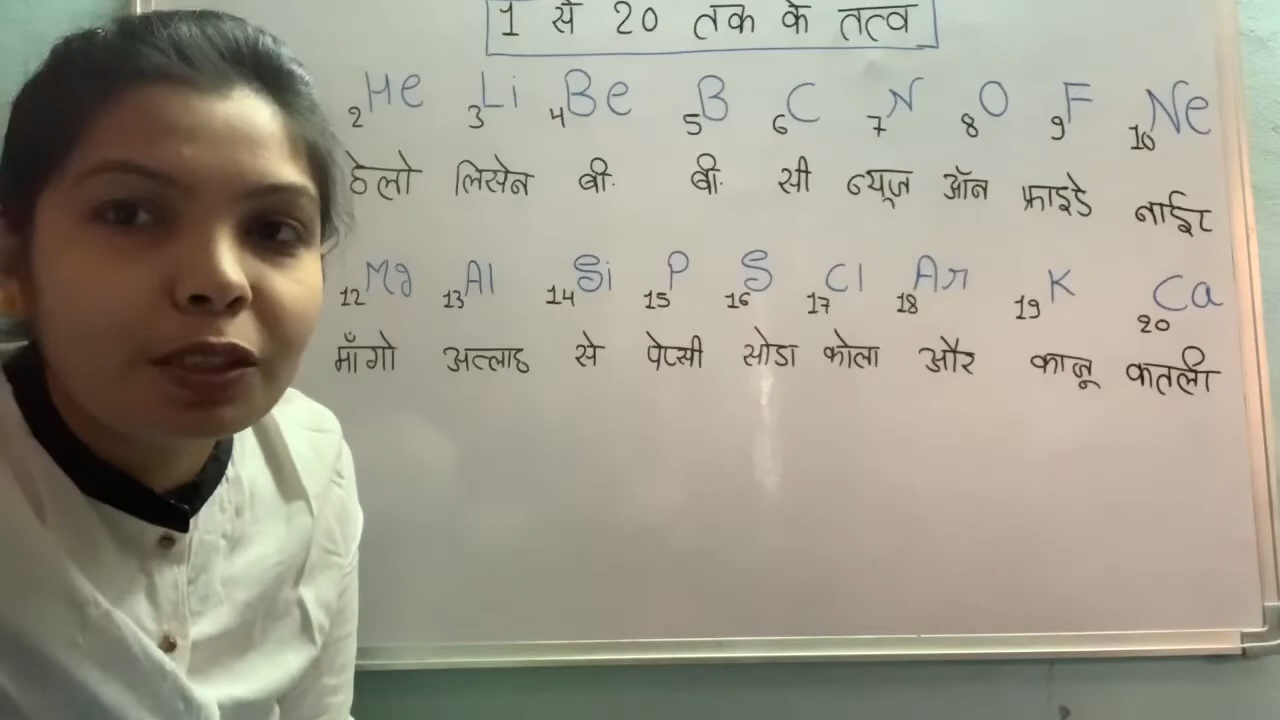 1 से 20 तक के तत्व
2He 3Li 4Be 5B 6C 7N 8O 9F 10Ne
हेलो लिसेन बी. बी. सी न्यूज ऑन फ्राइडे नाईट
12Mg 13Al 14Si 15P 16S 17Cl 18Ar 19K 20Ca
माँगो अल्लाह से पेप्सी सोडा कोला और काजू कतली